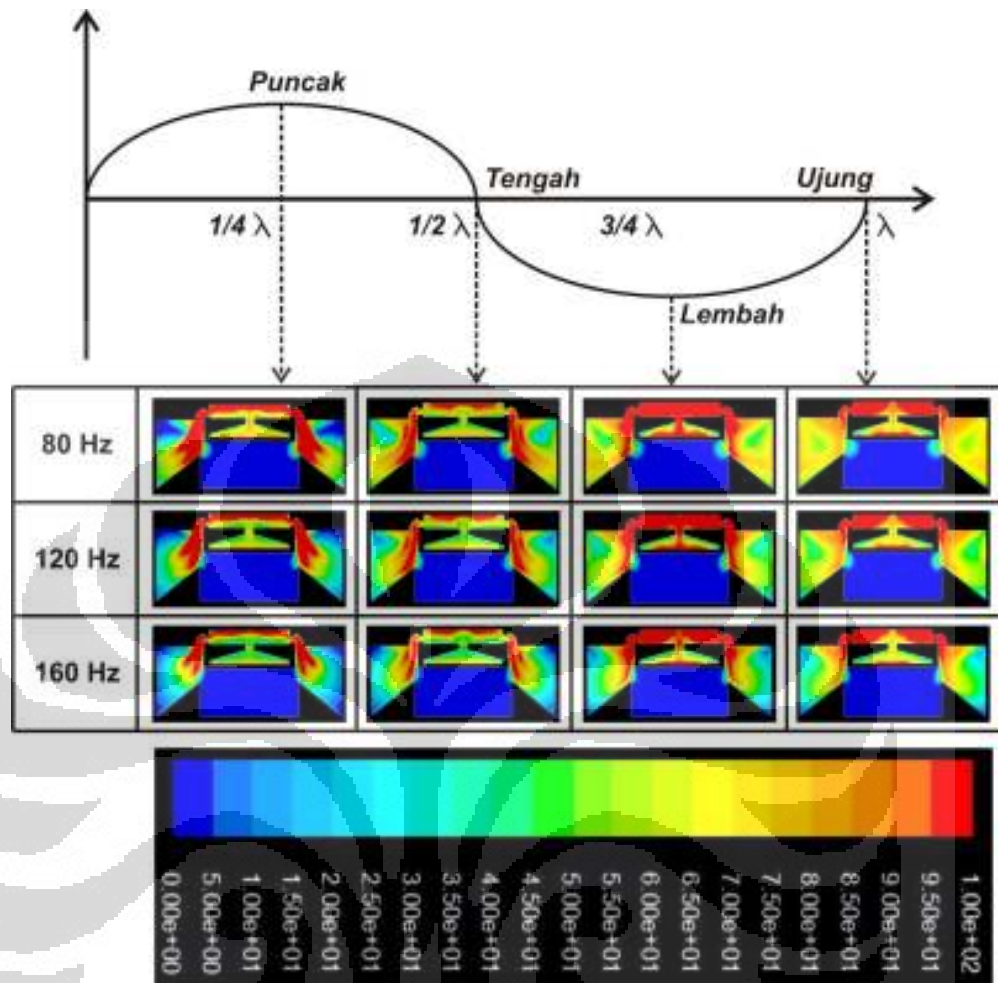 Puncak
Tengah
Ujung
1/4 λ
1/2 λ
3/4 λ
λ
Lembah
80 Hz
120 Hz
160 Hz
0.00e+00
5.00e+00
1.00e+01
1.50e+01
2.00e+01
2.50e+01
3.00e+01
3.50e+01
4.00e+01
4.50e+01
5.00e+01
5.50e+01
6.00e+01
6.50e+01
7.00e+01
7.50e+01
8.00e+01
8.50e+01
9.00e+01
9.50e+01
1.00e+02